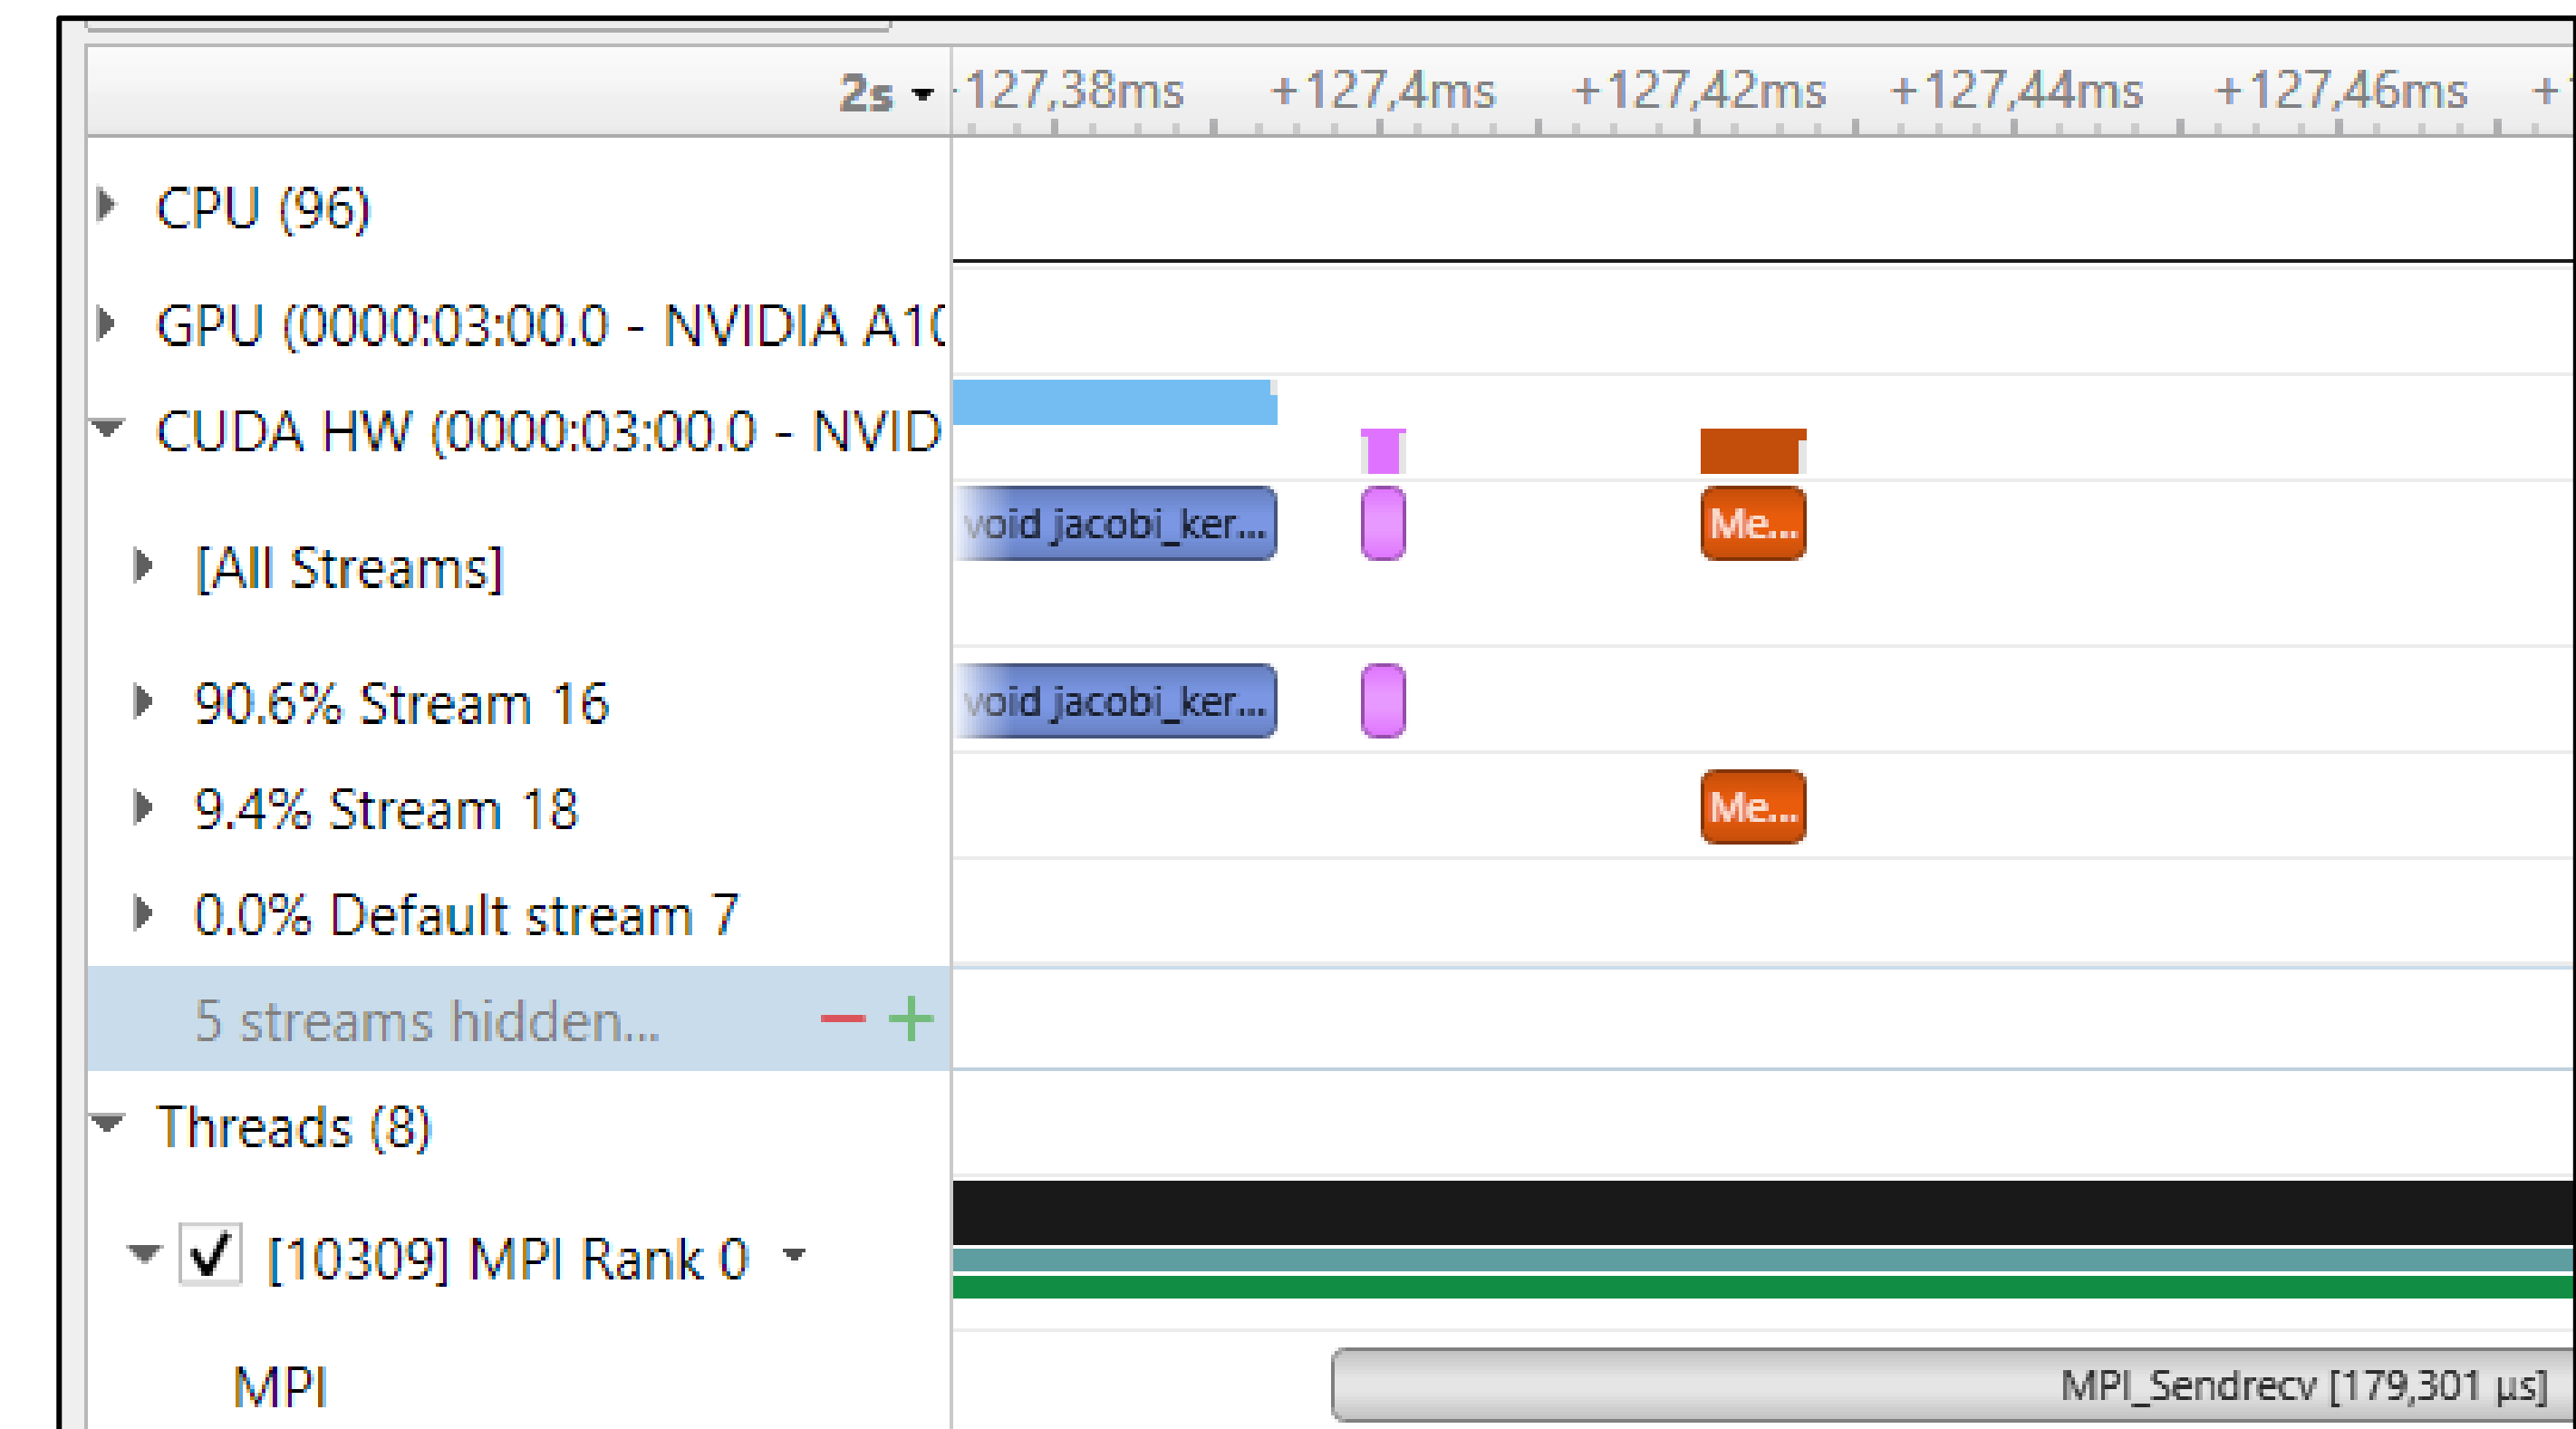 2s -127,38ms +127,4ms +127,42ms +127,44ms +127,46ms +
CPU (96)
GPU (0000:03:00.0 - NVIDIA A10
CUDA HW (0000:03:00.0 - NVID
[All Streams] void jacobi_ker... Me...
90.6% Stream 16 void jacobi_ker...
9.4% Stream 18 Me...
0.0% Default stream 7
5 streams hidden... − +
Threads (8)
[10309] MPI Rank 0
MPI MPI_Sendrecv [179,301 µs]